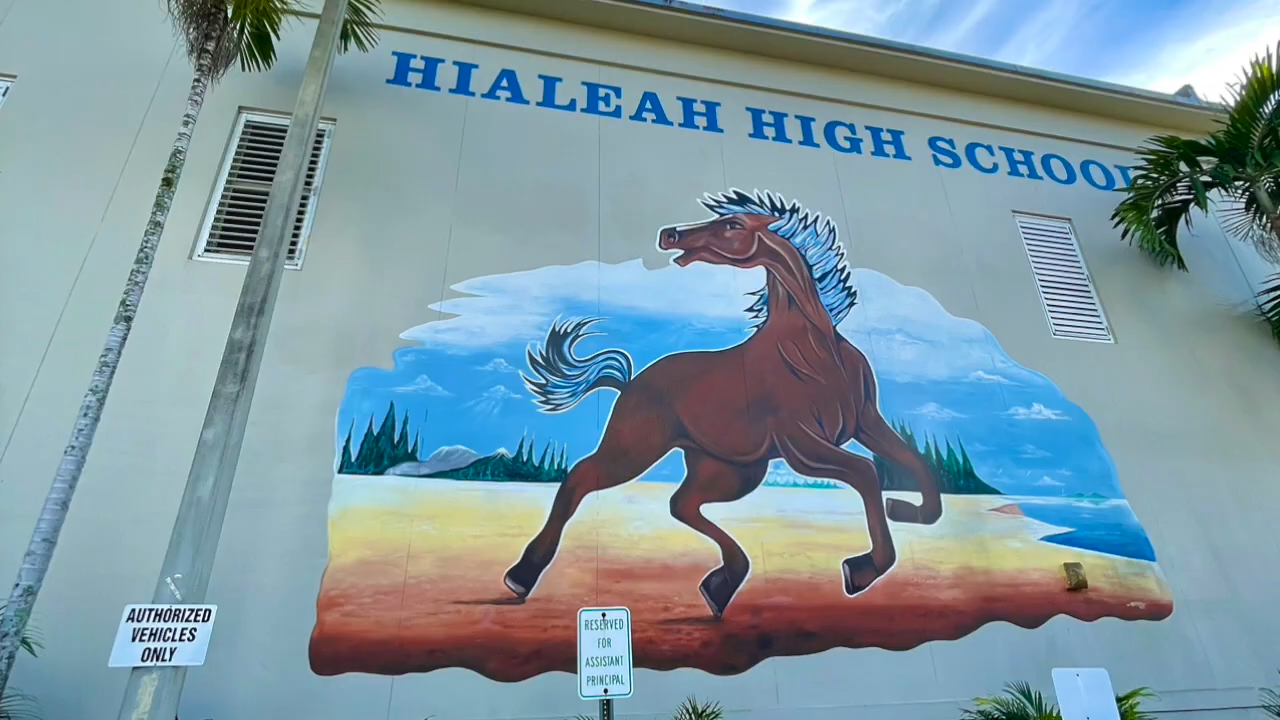 HIALEAH HIGH SCHOOL
AUTHORIZED
VEHICLES
ONLY
RESERVED
FOR
ASSISTANT
PRINCIPAL